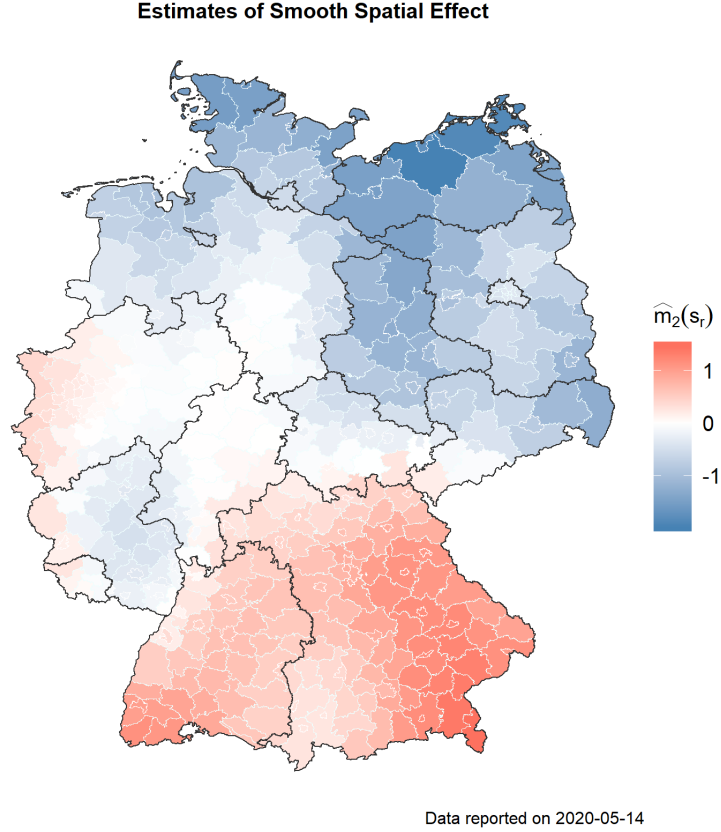 Estimates of Smooth Spatial Effect
m̂₂(sᵣ)
1
0
-1
Data reported on 2020-05-14